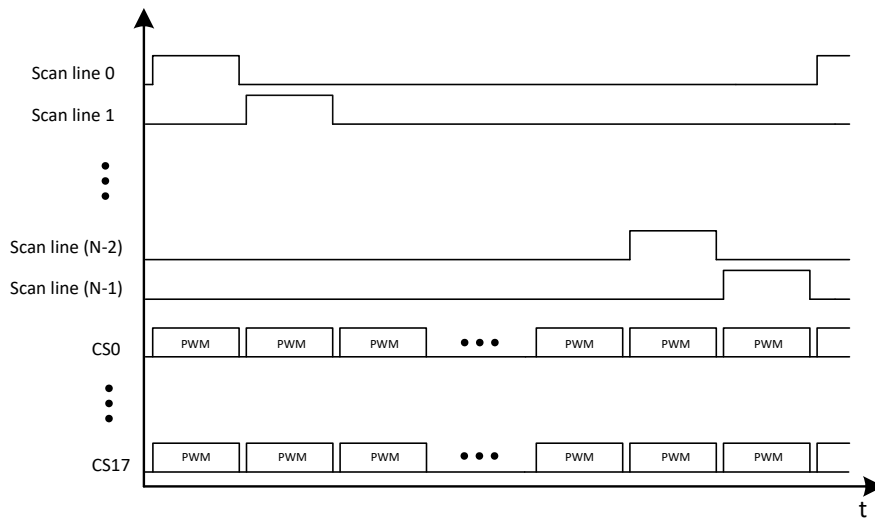 Scan line 0
Scan line 1
Scan line (N-2)
Scan line (N-1)
CS0 PWM PWM PWM PWM PWM PWM
CS17 PWM PWM PWM PWM PWM PWM
t